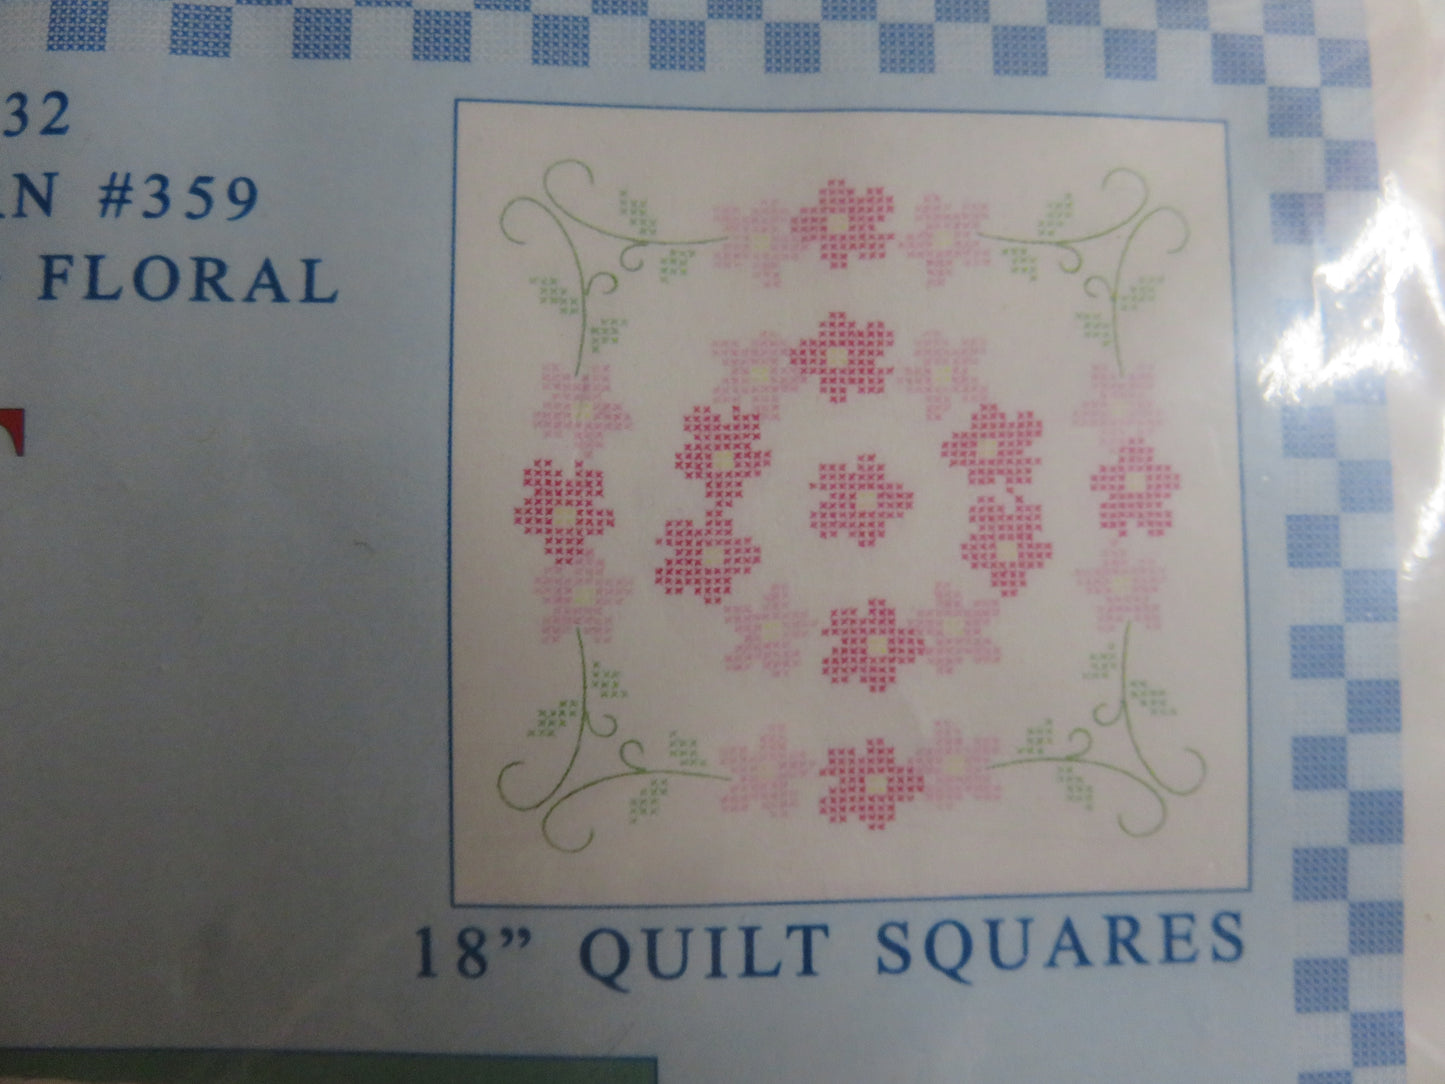 32
#359
FLORAL
18” QUILT SQUARES